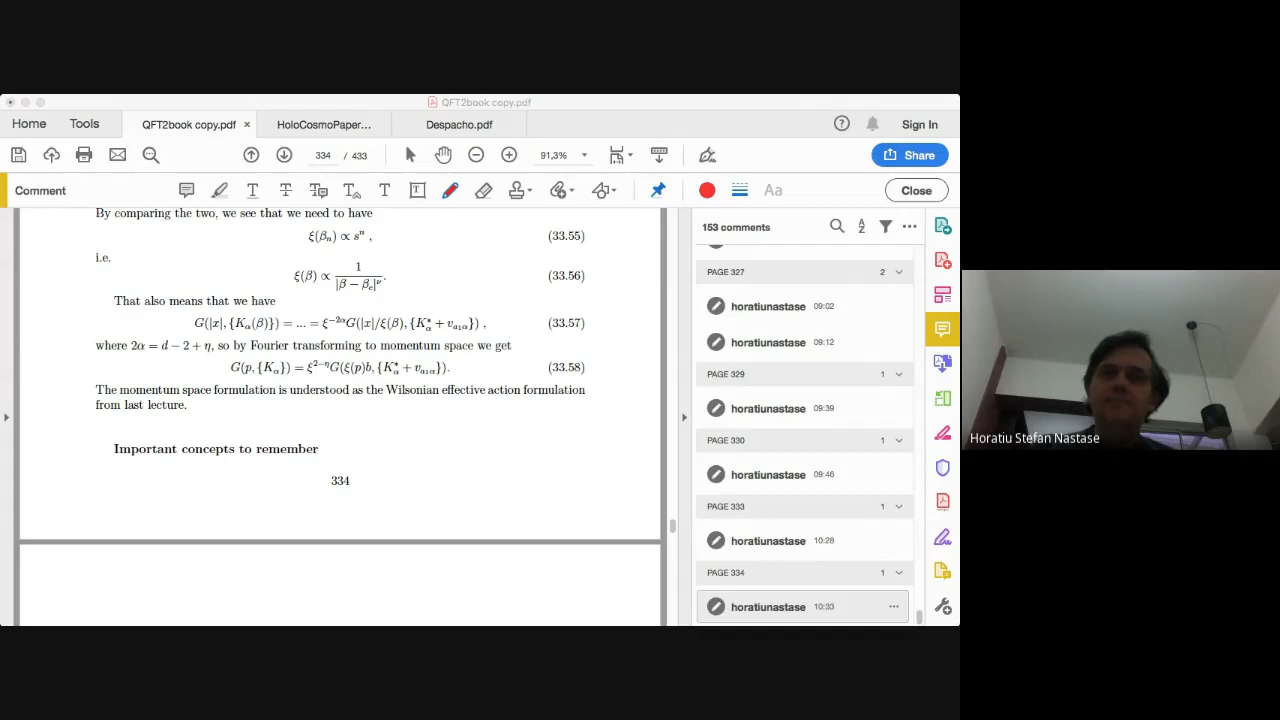 QFT2book copy.pdf
Home Tools QFT2book copy.pdf × HoloCosmoPaper... Despacho.pdf Sign In
334 / 433 91,3% Share
Comment Aa Close
By comparing the two, we see that we need to have
ξ(βₙ) ∝ sⁿ , (33.55)
i.e.
ξ(β) ∝ 1/|β − β_c|^ν. (33.56)
That also means that we have
G(|x|, {K_α(β)}) = ... = ξ^{−2α}G(|x|/ξ(β), {K*_α + v_{a₁α}}) , (33.57)
where 2α = d − 2 + η, so by Fourier transforming to momentum space we get
G(p, {K_α}) = ξ^{2−η}G(ξ(p)b, {K*_α + v_{a₁α}}). (33.58)
The momentum space formulation is understood as the Wilsonian effective action formulation
from last lecture.
Important concepts to remember
334
153 comments
PAGE 327 2
horatiunastase 09:02
horatiunastase 09:12
PAGE 329 1
horatiunastase 09:39
PAGE 330 1
horatiunastase 09:46
PAGE 333 1
horatiunastase 10:28
PAGE 334 1
horatiunastase 10:33
Horatiu Stefan Nastase